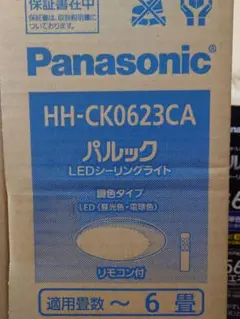 保証書在中
保証書は、取扱説明書に
ついております。
Panasonic
HH-CK0623CA
パルック
LEDシーリングライト
調色タイプ
LED(昼光色・電球色)
リモコン付
適用畳数〜6畳